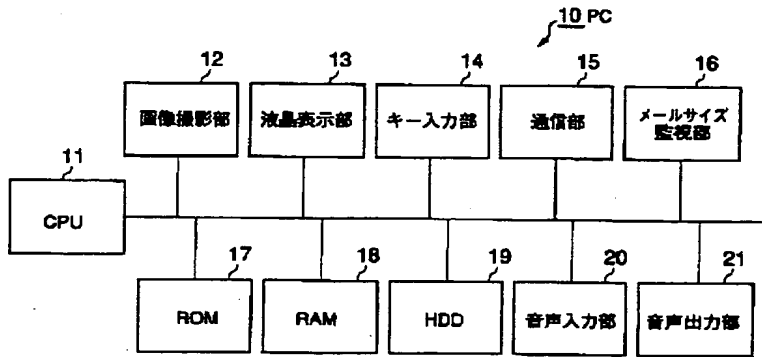 10 PC
12
13
14
15
16
画像撮影部
液晶表示部
キー入力部
通信部
メールサイズ
監視部
11
CPU
17
18
19
20
21
ROM
RAM
HDD
音声入力部
音声出力部